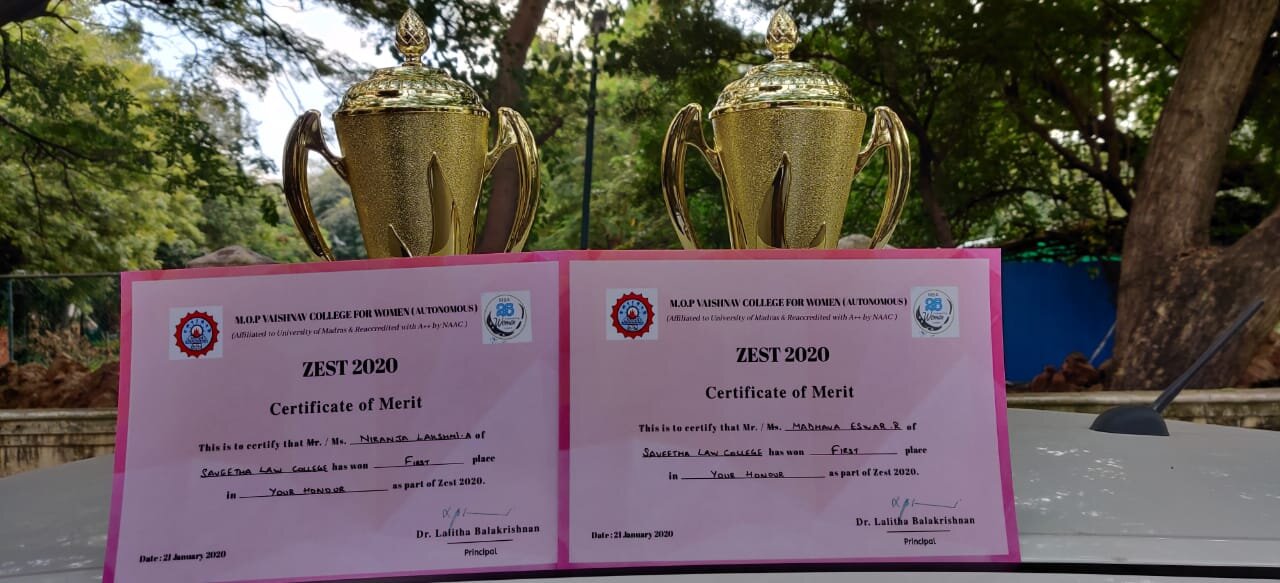 M.O.P VAISHNAV COLLEGE FOR WOMEN (AUTONOMOUS)
(Affiliated to University of Madras & Reaccredited with A++ by NAAC )
25
Women
ZEST 2020
Certificate of Merit
This is to certify that Mr. / Ms. NIRANJA LAKSHMI.A of
SAVEETHA LAW COLLEGE has won FIRST place
in YOUR HONOUR as part of Zest 2020.
Dr. Lalitha Balakrishnan
Principal
Date : 21 January 2020
M.O.P VAISHNAV COLLEGE FOR WOMEN (AUTONOMOUS)
(Affiliated to University of Madras & Reaccredited with A++ by NAAC )
25
Women
ZEST 2020
Certificate of Merit
This is to certify that Mr. / Ms. MADHANA ESWAR.R of
SAVEETHA LAW COLLEGE has won FIRST place
in YOUR HONOUR as part of Zest 2020.
Dr. Lalitha Balakrishnan
Principal
Date : 21 January 2020